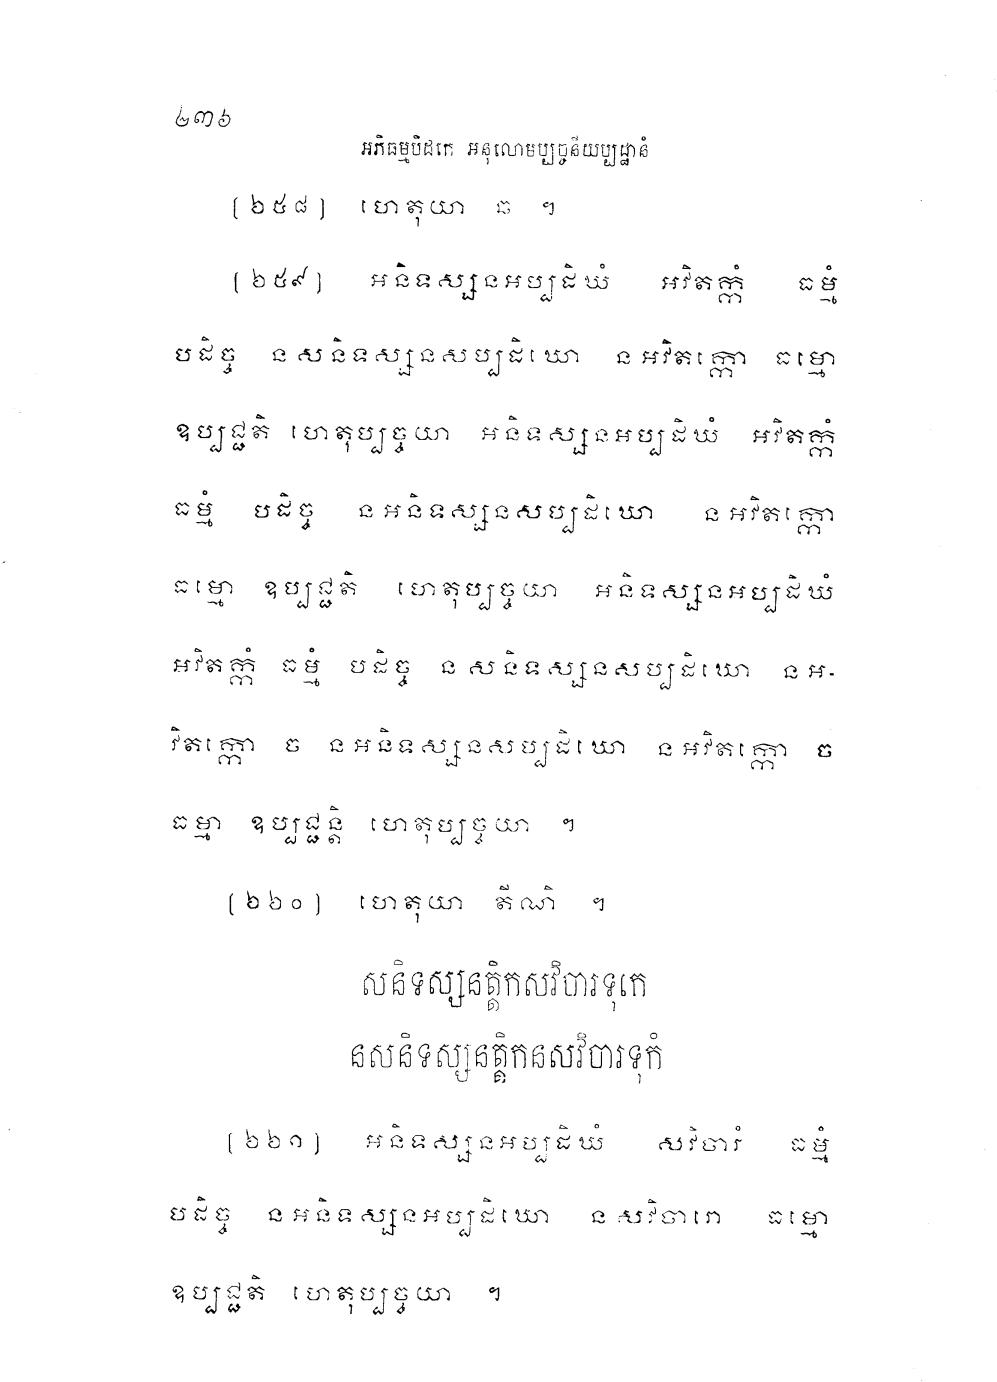 ២៣៦
អភិធម្មបិដកេ អនុលោមប្បច្ចនីយប្បដ្ឋានំ
[២៥៨] ហេតុយា ឆ ។
[២៥៩] អនិទស្សនអប្បដិឃំ អវិតក្កំ ធម្មំ
បដិច្ច នសនិទស្សនសប្បដិឃោ នអវិតក្កោ ធម្មោ
ឧប្បជ្ជតិ ហេតុប្បច្ចយា អនិទស្សនអប្បដិឃំ អវិតក្កំ
ធម្មំ បដិច្ច នអនិទស្សនសប្បដិឃោ នអវិតក្កោ
ធម្មោ ឧប្បជ្ជតិ ហេតុប្បច្ចយា អនិទស្សនអប្បដិឃំ
អវិតក្កំ ធម្មំ បដិច្ច នសនិទស្សនសប្បដិឃោ នអ-
វិតក្កោ ច នអនិទស្សនសប្បដិឃោ នអវិតក្កោ ច
ធម្មា ឧប្បជ្ជន្តិ ហេតុប្បច្ចយា ។
[២៦០] ហេតុយា តីណិ ។
សនិទស្សនត្តិកសវិចារទុកេ
នសនិទស្សនត្តិកនសវិចារទុកំ
[២៦១] អនិទស្សនអប្បដិឃំ សវិចារំ ធម្មំ
បដិច្ច នអនិទស្សនអប្បដិឃោ នសវិចារោ ធម្មោ
ឧប្បជ្ជតិ ហេតុប្បច្ចយា ។